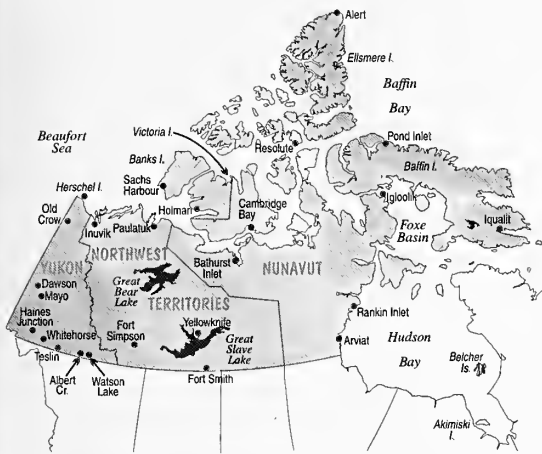 Alert
Ellsmere I.
Baffin
Bay
Beaufort
Sea
Victoria I.
Resolute
Pond Inlet
Banks I.
Baffin I.
Sachs
Harbour
Herschel I.
Holman
Cambridge
Bay
Igloolik
Old
Crow
Inuvik
Paulatuk
Foxe
Basin
Iqaluit
YUKON
NORTHWEST
TERRITORIES
Bathurst
Inlet
NUNAVUT
Great
Bear
Lake
Dawson
Mayo
Haines
Junction
Whitehorse
Teslin
Fort
Simpson
Yellowknife
Great
Slave
Lake
Rankin Inlet
Arviat
Hudson
Bay
Belcher
Is.
Albert
Cr.
Watson
Lake
Fort Smith
Akimiski
I.